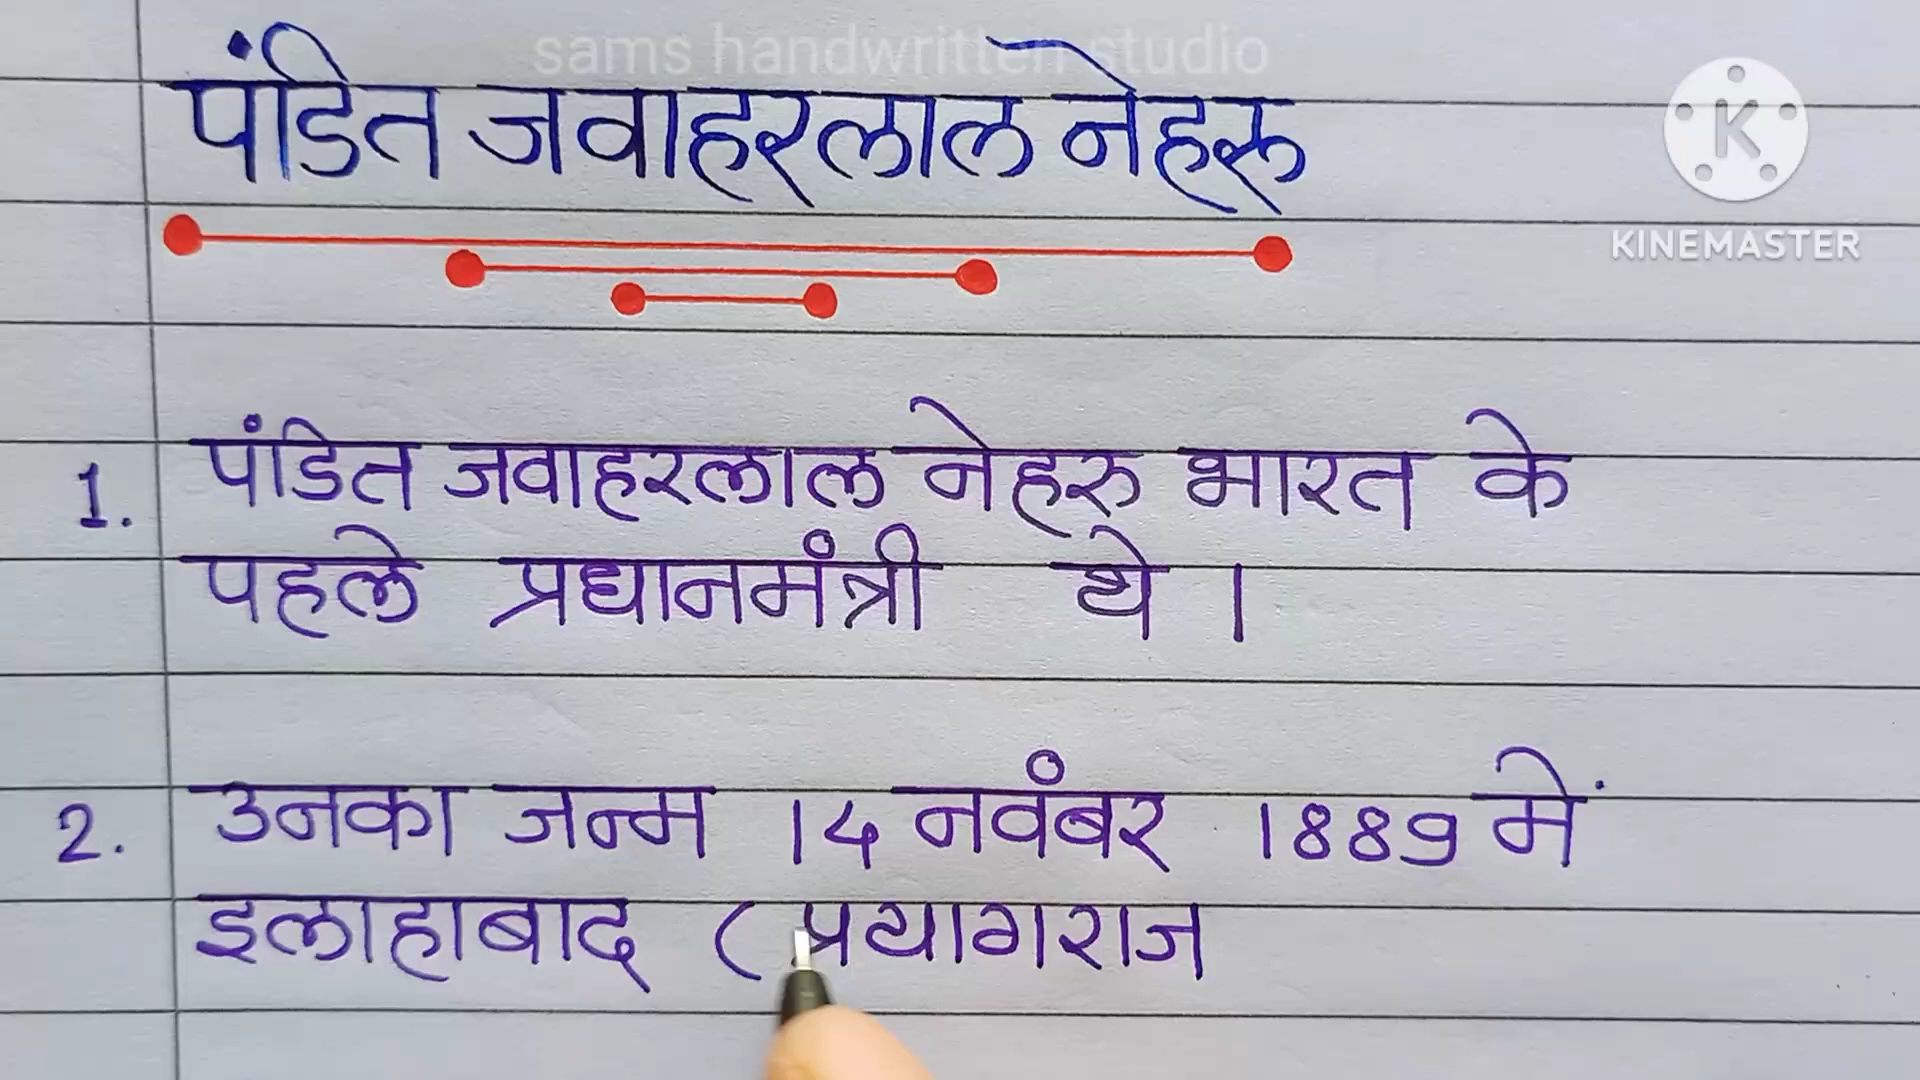 sams handwritten studio
पंडित जवाहरलाल नेहरू
K
KINEMASTER
1. पंडित जवाहरलाल नेहरु भारत के
पहले प्रधानमंत्री थे ।
2. उनका जन्म 14 नवंबर 1889 में
इलाहाबाद ( प्रयागराज